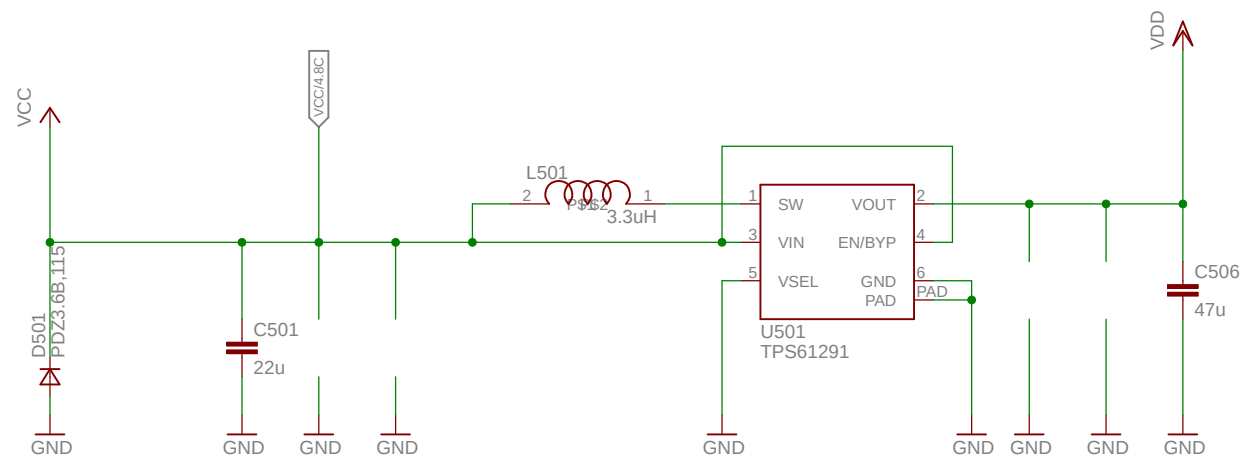 VCC
VCC/4.8C
VDD
L501
2
1
3.3uH
1
SW
VOUT
2
3
VIN
EN/BYP
4
5
VSEL
GND
6
PAD
PAD
U501
TPS61291
D501
PDZ3.6B,115
C501
22u
C506
47u
GND
GND
GND
GND
GND
GND
GND
GND
GND